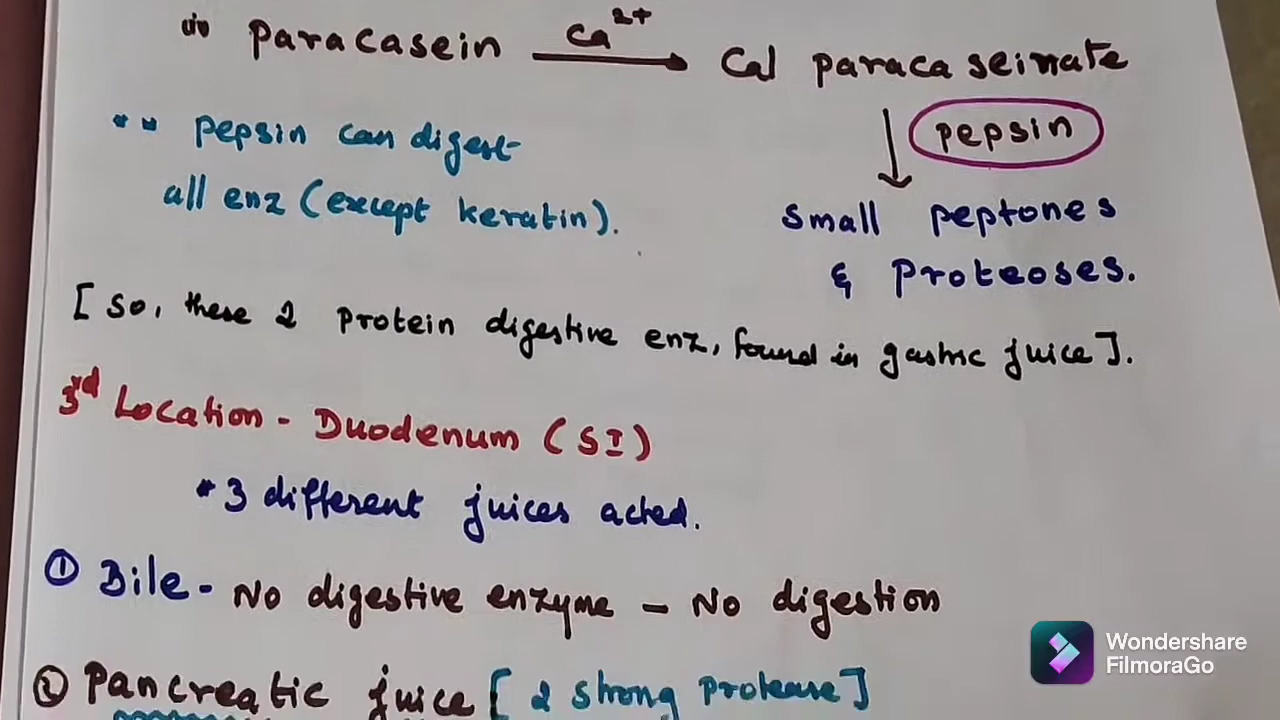 ii) Paracasein Ca2+ → Cal paracaseinate
pepsin
** pepsin can digest
all enz (except keratin).
small peptones
& Proteoses.
[ so, these 2 protein digestive enz, found in gastric juice ].
3rd Location - Duodenum (SI)
* 3 different juices acted.
① Bile - No digestive enzyme - No digestion
② Pancreatic juice [ 2 strong protease ]
Wondershare
FilmoraGo